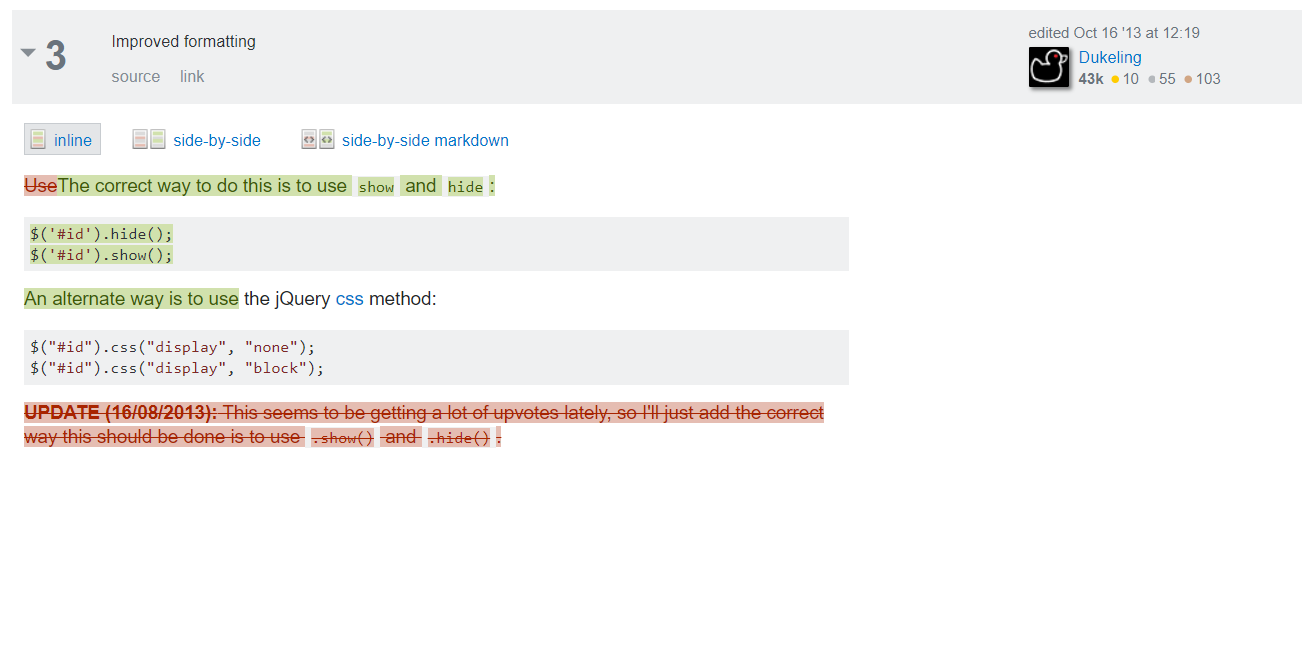 3
Improved formatting
source link
edited Oct 16 '13 at 12:19
Dukeling
43k 10 55 103
inline side-by-side side-by-side markdown
UseThe correct way to do this is to use show and hide :
$('#id').hide();
$('#id').show();
An alternate way is to use the jQuery css method:
$("#id").css("display", "none");
$("#id").css("display", "block");
UPDATE (16/08/2013): This seems to be getting a lot of upvotes lately, so I'll just add the correct
way this should be done is to use .show() and .hide() .